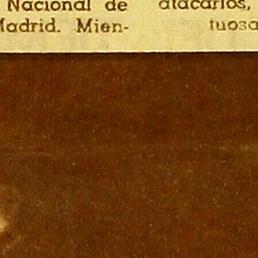 Nacional de
Madrid. Mien-
atacarlos,
tuosa